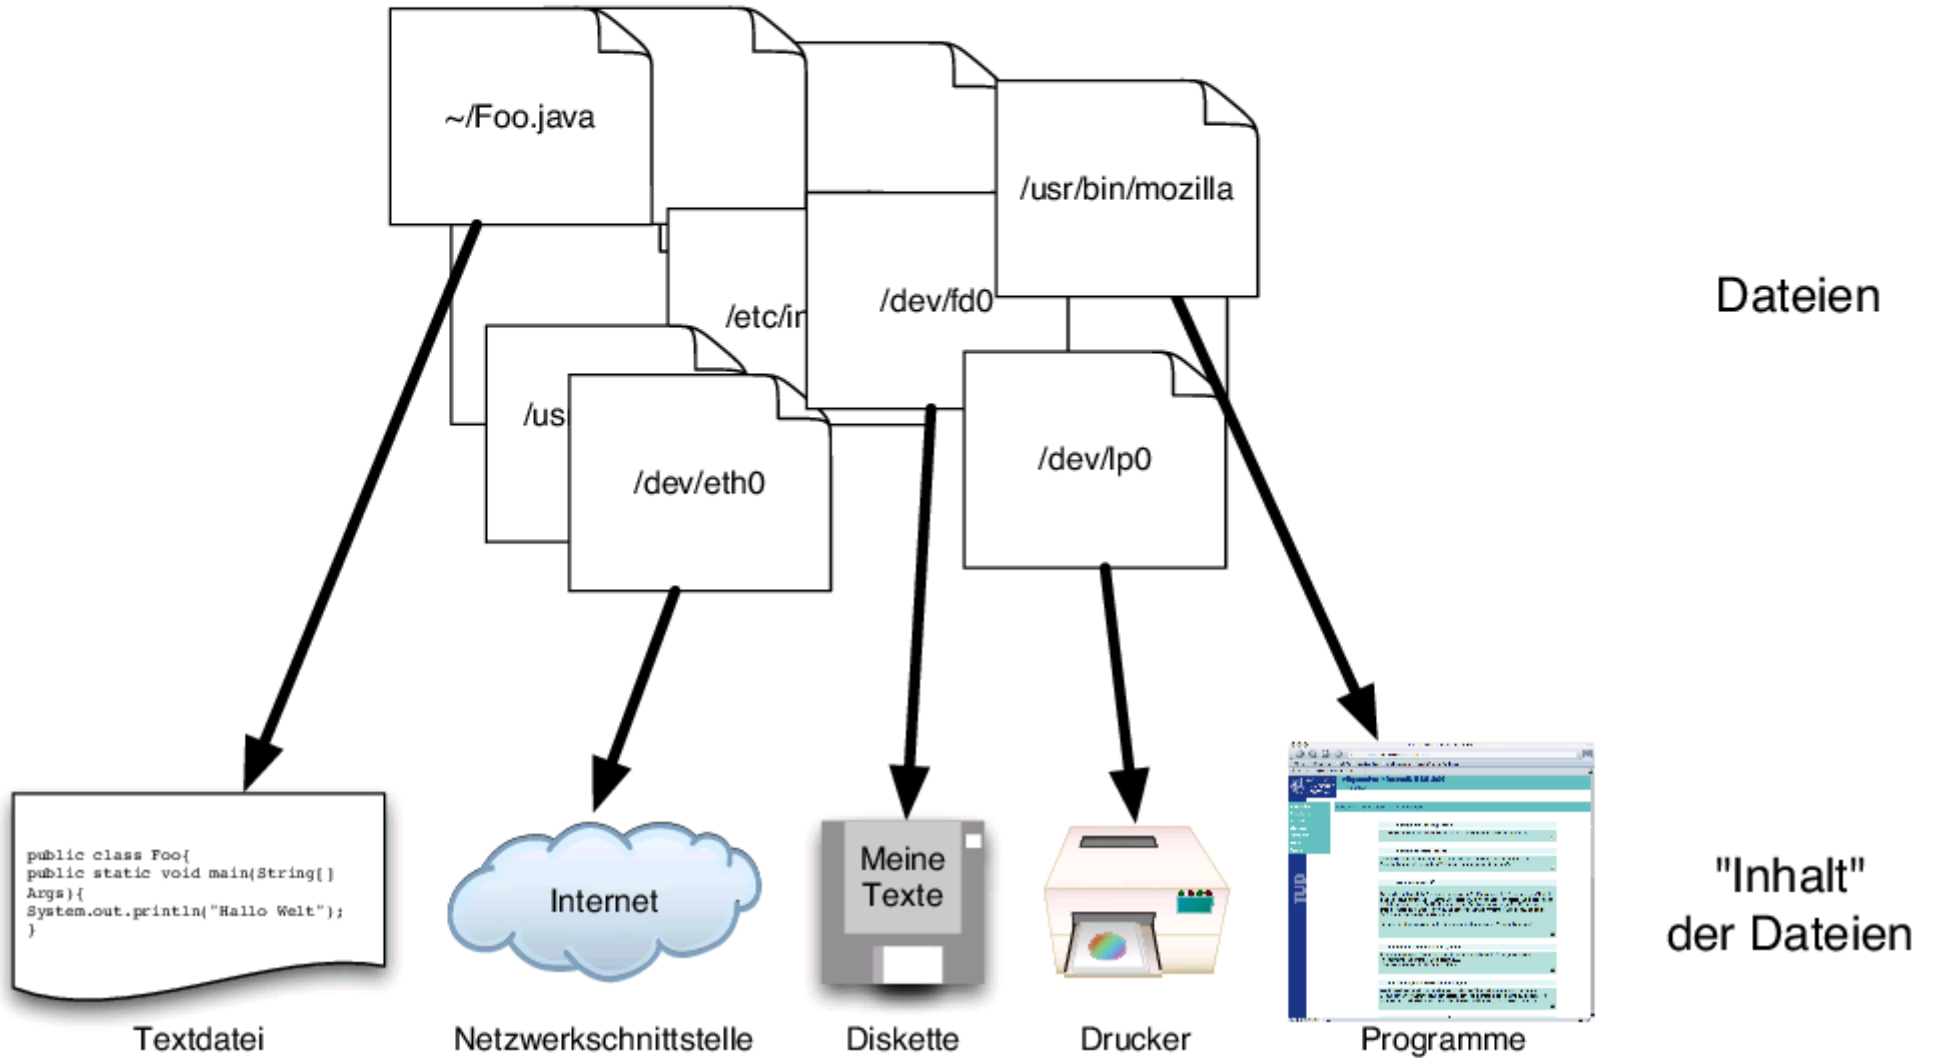 ~/Foo.java
/usr/bin/mozilla
/dev/fd0
/etc/in
/us
/dev/eth0
/dev/lp0
Dateien
public class Foo{
public static void main(String[]
Args){
System.out.println("Hallo Welt");
}
Internet
Meine
Texte
TUD
"Inhalt"
der Dateien
Textdatei
Netzwerkschnittstelle
Diskette
Drucker
Programme